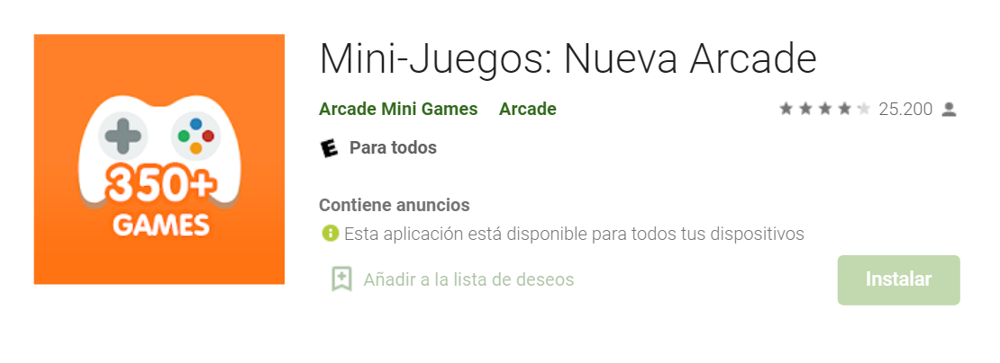 Mini-Juegos: Nueva Arcade
Arcade Mini Games Arcade 25.200
Para todos
350+
GAMES
Contiene anuncios
Esta aplicación está disponible para todos tus dispositivos
Añadir a la lista de deseos Instalar